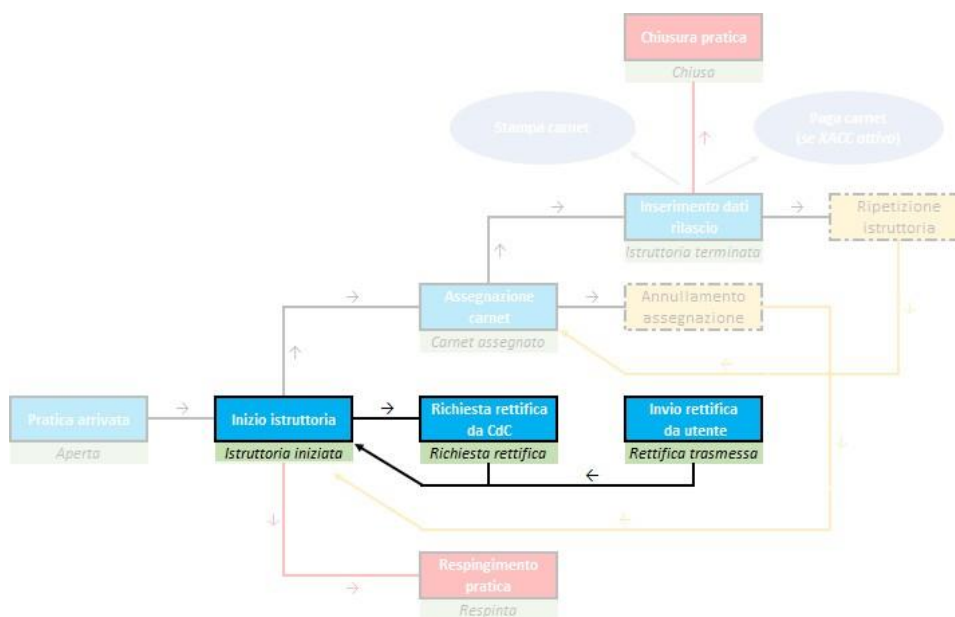 Chiusura pratica
Chiusa
Stampa carnet
Paga carnet
(se XACC attivo)
Inserimento dati
rilascio
Istruttoria terminata
Ripetizione
istruttoria
Assegnazione
carnet
Carnet assegnato
Annullamento
assegnazione
Pratica arrivata
Aperta
Inizio istruttoria
Istruttoria iniziata
Richiesta rettifica
da CdC
Richiesta rettifica
Invio rettifica
da utente
Rettifica trasmessa
Respingimento
pratica
Respinta